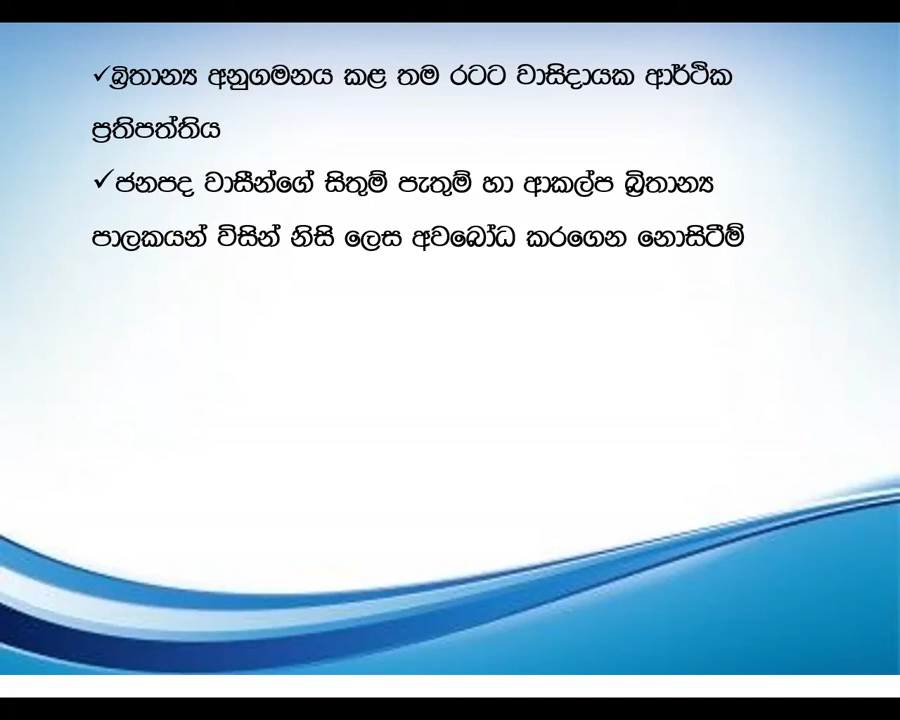 ✓බ්‍රිතාන්‍ය අනුගමනය කළ තම රටට වාසිදායක ආර්ථික
ප්‍රතිපත්තිය
✓ජනපද වාසීන්ගේ සිතුම් පැතුම් හා ආකල්ප බ්‍රිතාන්‍ය
පාලකයන් විසින් නිසි ලෙස අවබෝධ කරගෙන නොසිටීම්